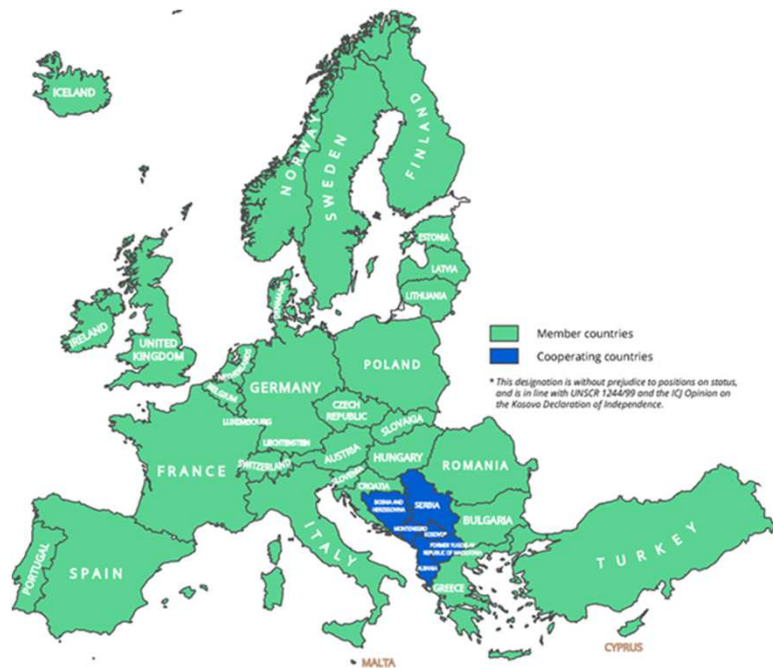 ICELAND
NORWAY
SWEDEN
FINLAND
ESTONIA
LATVIA
LITHUANIA
DENMARK
IRELAND
UNITED
KINGDOM
NETHERLANDS
BELGIUM
LUXEMBOURG
GERMANY
POLAND
CZECH
REPUBLIC
SLOVAKIA
LIECHTENSTEIN
SWITZERLAND
AUSTRIA
HUNGARY
SLOVENIA
CROATIA
ROMANIA
FRANCE
BOSNIA AND
HERZEGOVINA
SERBIA
MONTENEGRO
KOSOVO*
BULGARIA
FORMER YUGOSLAV
REPUBLIC OF MACEDONIA
ALBANIA
GREECE
ITALY
PORTUGAL
SPAIN
TURKEY
MALTA
CYPRUS
Member countries
Cooperating countries
* This designation is without prejudice to positions on status,
and is in line with UNSCR 1244/99 and the ICJ Opinion on
the Kosovo Declaration of Independence.